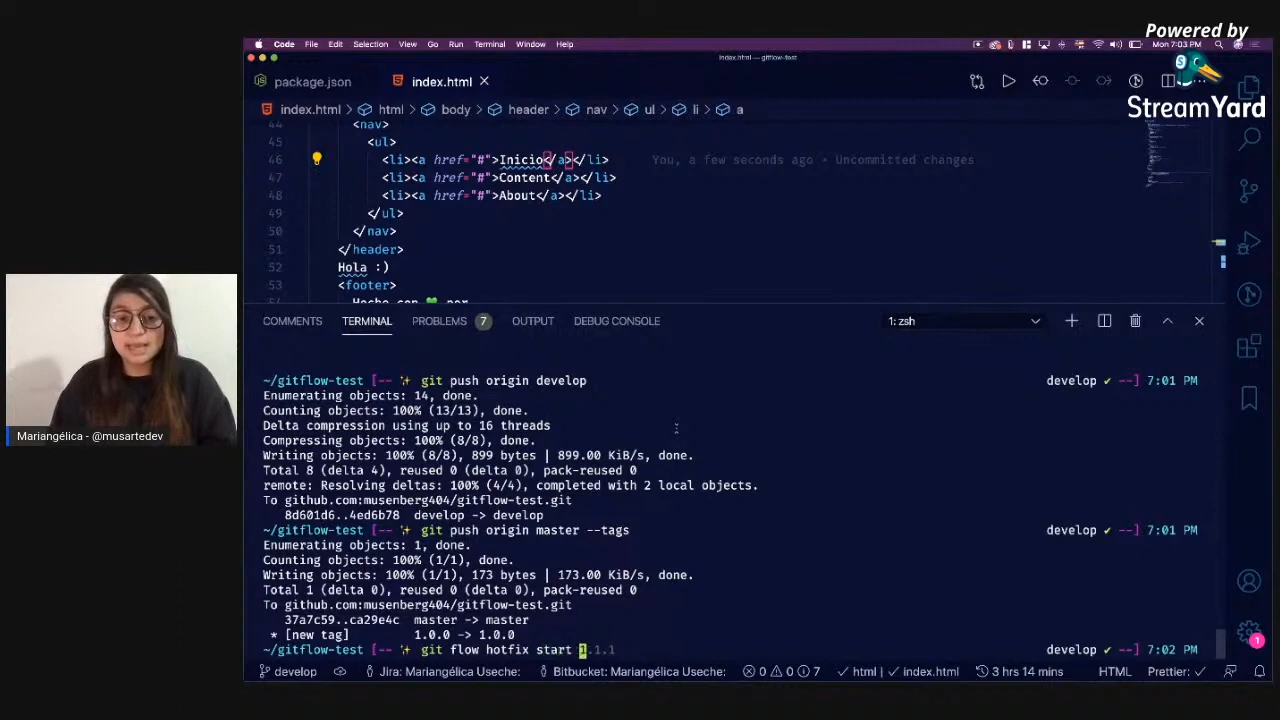 Powered by
StreamYard
Code File Edit Selection View Go Run Terminal Window Help
Mon 7:03 PM
index.html — gitflow-test
package.json
index.html
index.html > html > body > header > nav > ul > li > a
44 <nav>
45 <ul>
46 <li><a href="#">Inicio</a></li> You, a few seconds ago • Uncommitted changes
47 <li><a href="#">Content</a></li>
48 <li><a href="#">About</a></li>
49 </ul>
50 </nav>
51 </header>
52 Hola :)
53 <footer>
54 Hecho con 💚 por
COMMENTS TERMINAL PROBLEMS 7 OUTPUT DEBUG CONSOLE 1: zsh
~/gitflow-test [-- ✨ git push origin develop develop ✔ --] 7:01 PM
Enumerating objects: 14, done.
Counting objects: 100% (13/13), done.
Delta compression using up to 16 threads
Compressing objects: 100% (8/8), done.
Writing objects: 100% (8/8), 899 bytes | 899.00 KiB/s, done.
Total 8 (delta 4), reused 0 (delta 0), pack-reused 0
remote: Resolving deltas: 100% (4/4), completed with 2 local objects.
To github.com:musenberg404/gitflow-test.git
8d601d6..4ed6b78 develop -> develop
~/gitflow-test [-- ✨ git push origin master --tags develop ✔ --] 7:01 PM
Enumerating objects: 1, done.
Counting objects: 100% (1/1), done.
Writing objects: 100% (1/1), 173 bytes | 173.00 KiB/s, done.
Total 1 (delta 0), reused 0 (delta 0), pack-reused 0
To github.com:musenberg404/gitflow-test.git
37a7c59..ca29e4c master -> master
* [new tag] 1.0.0 -> 1.0.0
~/gitflow-test [-- ✨ git flow hotfix start 1.1.1 develop ✔ --] 7:02 PM
develop Jira: Mariangélica Useche: Bitbucket: Mariangélica Useche: 0 0 7 html | index.html 3 hrs 14 mins HTML Prettier: ✓
1
Mariangélica - @musartedev